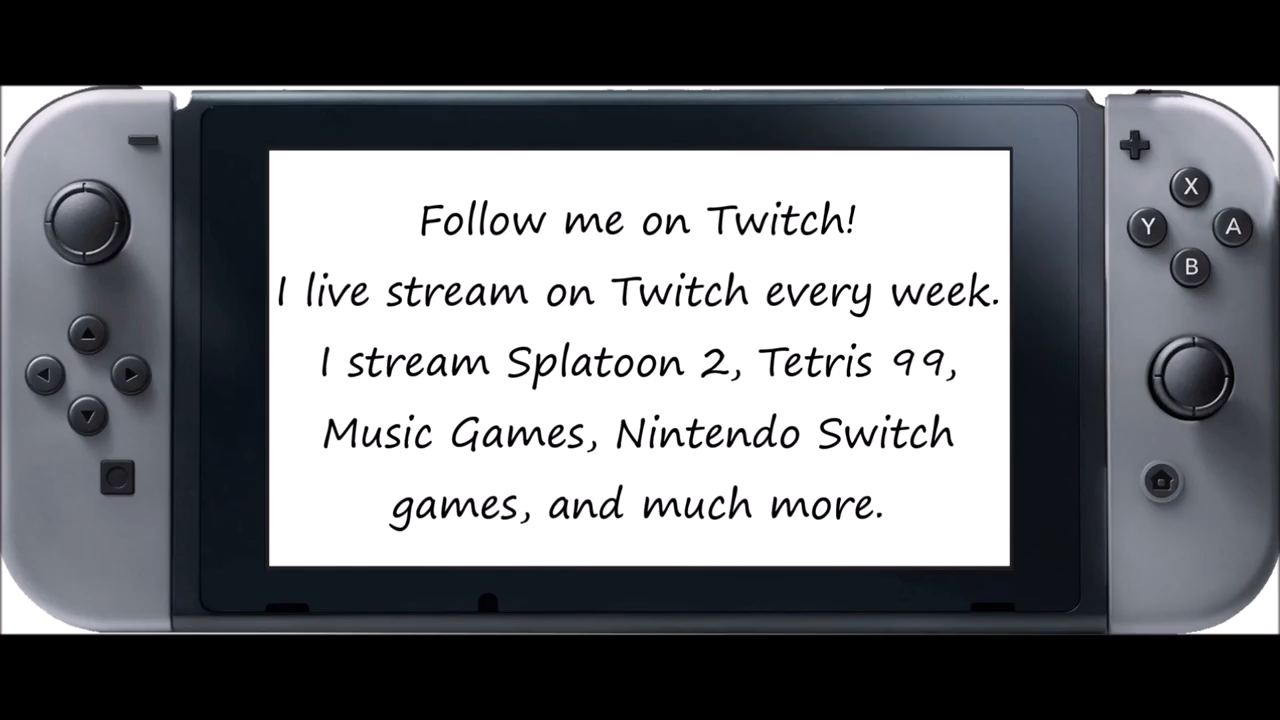 Follow me on Twitch!
I live stream on Twitch every week.
I stream Splatoon 2, Tetris 99,
Music Games, Nintendo Switch
games, and much more.
X
Y A
B